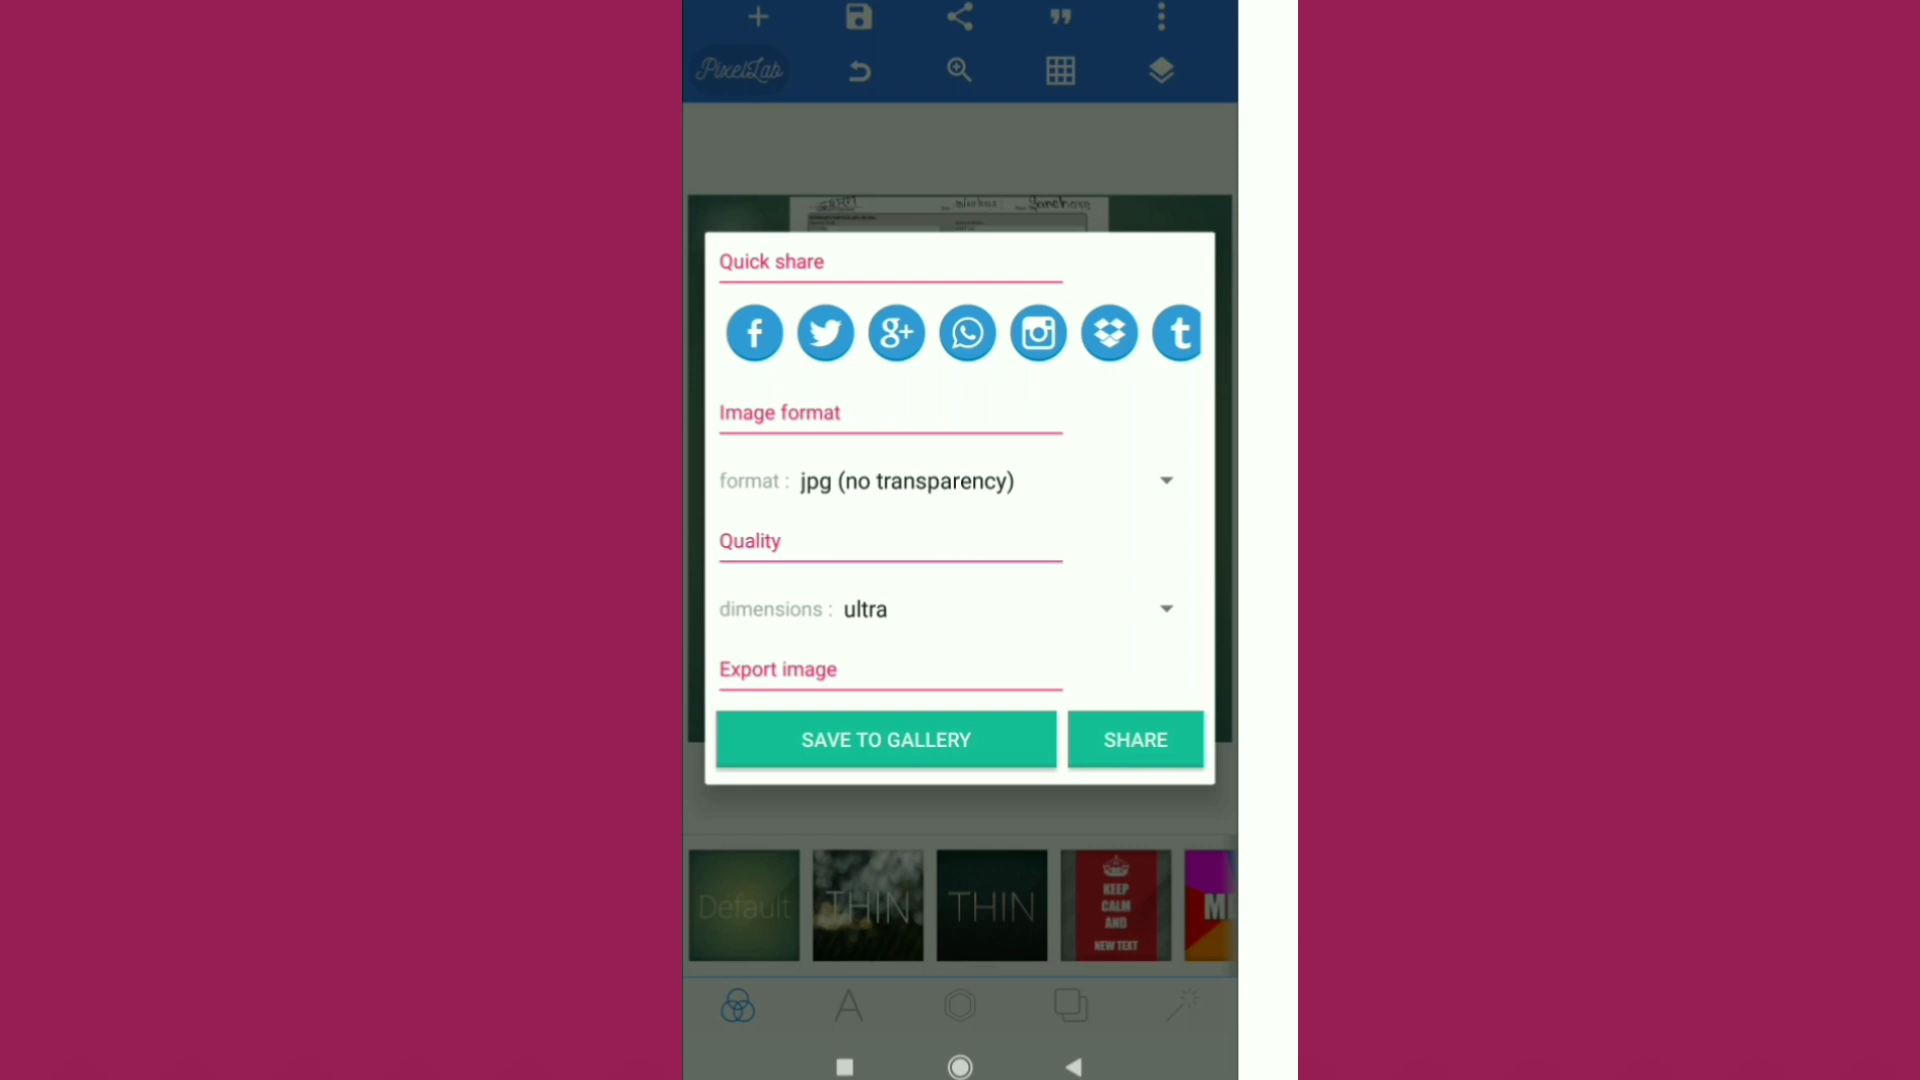 PixelLab
Quick share
Image format
format : jpg (no transparency)
Quality
dimensions : ultra
Export image
SAVE TO GALLERY
SHARE
Default
THIN
THIN
KEEP
CALM
AND
NEW TEXT